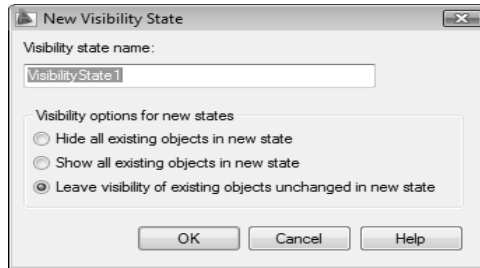 New Visibility State
Visibility state name:
VisibilityState1
Visibility options for new states
Hide all existing objects in new state
Show all existing objects in new state
Leave visibility of existing objects unchanged in new state
OK Cancel Help